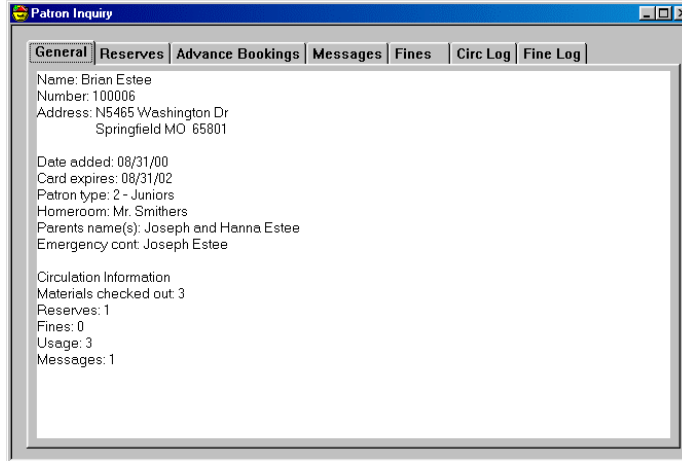 Patron Inquiry
General Reserves Advance Bookings Messages Fines Circ Log Fine Log
Name: Brian Estee
Number: 100006
Address: N5465 Washington Dr
Springfield MO 65801
Date added: 08/31/00
Card expires: 08/31/02
Patron type: 2 - Juniors
Homeroom: Mr. Smithers
Parents name(s): Joseph and Hanna Estee
Emergency cont: Joseph Estee
Circulation Information
Materials checked out: 3
Reserves: 1
Fines: 0
Usage: 3
Messages: 1